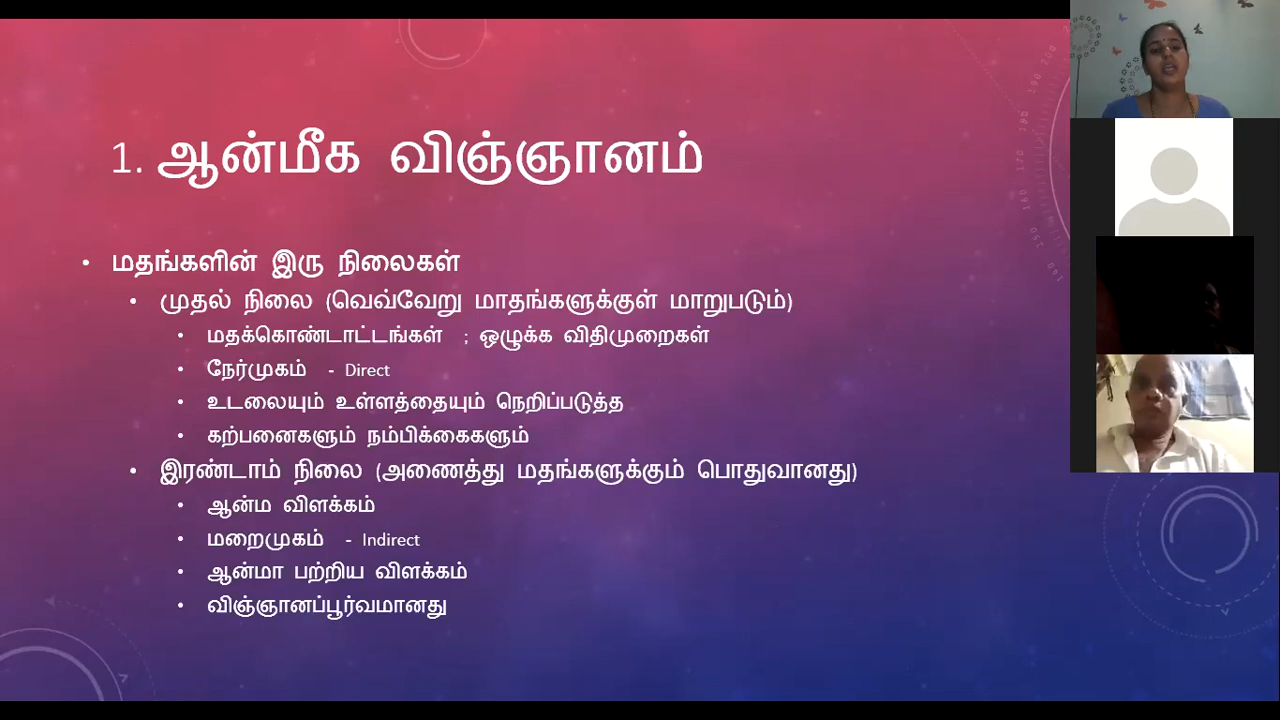 1. ஆன்மீக விஞ்ஞானம்
• மதங்களின் இரு நிலைகள்
• முதல் நிலை (வெவ்வேறு மாதங்களுக்குள் மாறுபடும்)
• மதக்கொண்டாட்டங்கள் ; ஒழுக்க விதிமுறைகள்
• நேர்முகம் - Direct
• உடலையும் உள்ளத்தையும் நெறிப்படுத்த
• கற்பனைகளும் நம்பிக்கைகளும்
• இரண்டாம் நிலை (அணைத்து மதங்களுக்கும் பொதுவானது)
• ஆன்ம விளக்கம்
• மறைமுகம் - Indirect
• ஆன்மா பற்றிய விளக்கம்
• விஞ்ஞானப்பூர்வமானது